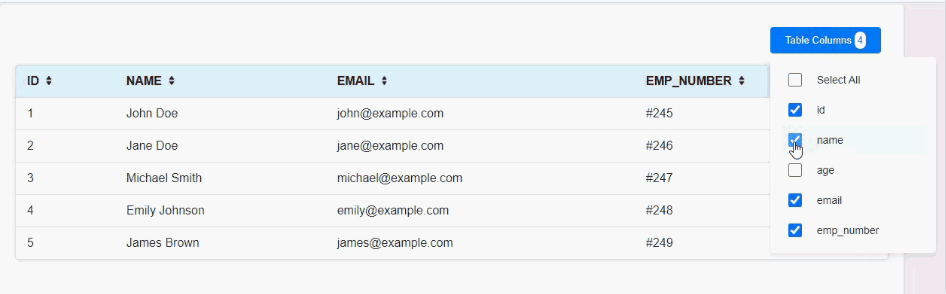 Table Columns 4
ID NAME EMAIL EMP_NUMBER
1 John Doe john@example.com #245
2 Jane Doe jane@example.com #246
3 Michael Smith michael@example.com #247
4 Emily Johnson emily@example.com #248
5 James Brown james@example.com #249
Select All
id
name
age
email
emp_number